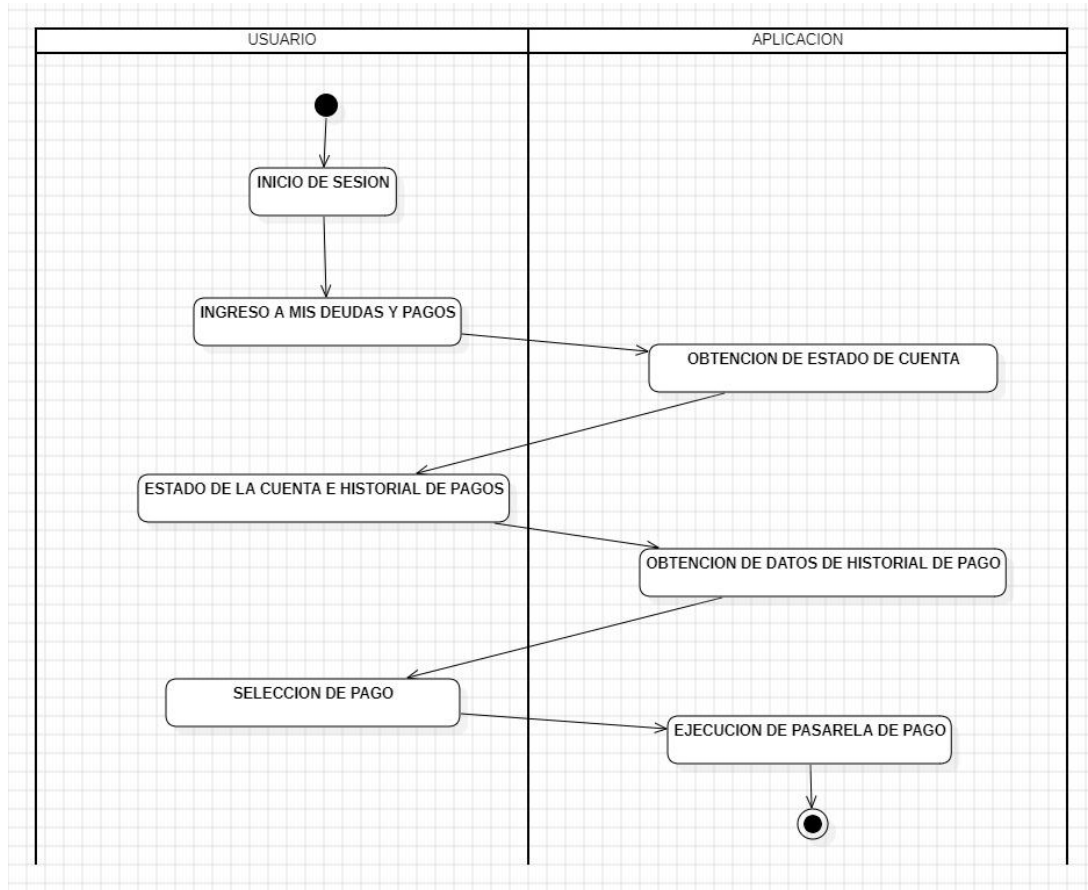 USUARIO
APLICACION
INICIO DE SESION
INGRESO A MIS DEUDAS Y PAGOS
OBTENCION DE ESTADO DE CUENTA
ESTADO DE LA CUENTA E HISTORIAL DE PAGOS
OBTENCION DE DATOS DE HISTORIAL DE PAGO
SELECCION DE PAGO
EJECUCION DE PASARELA DE PAGO